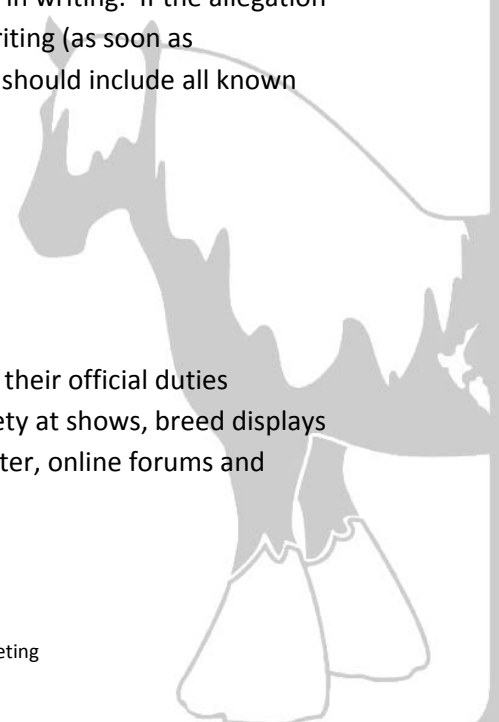 in writing. If the allegation
riting (as soon as
should include all known
their official duties
ety at shows, breed displays
ter, online forums and
eting